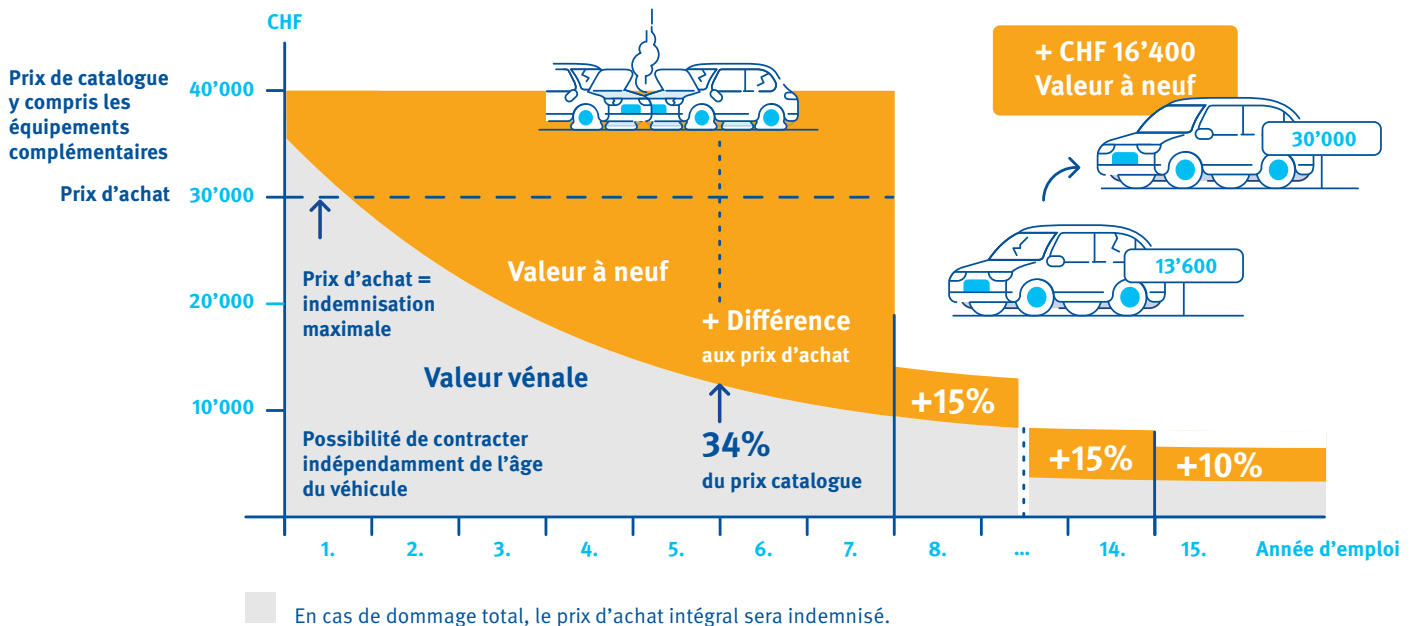 CHF
Prix de catalogue
y compris les
équipements
complémentaires
40’000
Prix d’achat
30’000
20’000
10’000
+ CHF 16’400
Valeur à neuf
30’000
13’600
Prix d’achat =
indemnisation
maximale
Valeur à neuf
+ Différence
aux prix d’achat
Valeur vénale
Possibilité de contracter
indépendamment de l’âge
du véhicule
34%
du prix catalogue
+15%
+15%
+10%
1.
2.
3.
4.
5.
6.
7.
8.
...
14.
15.
Année d’emploi
En cas de dommage total, le prix d’achat intégral sera indemnisé.